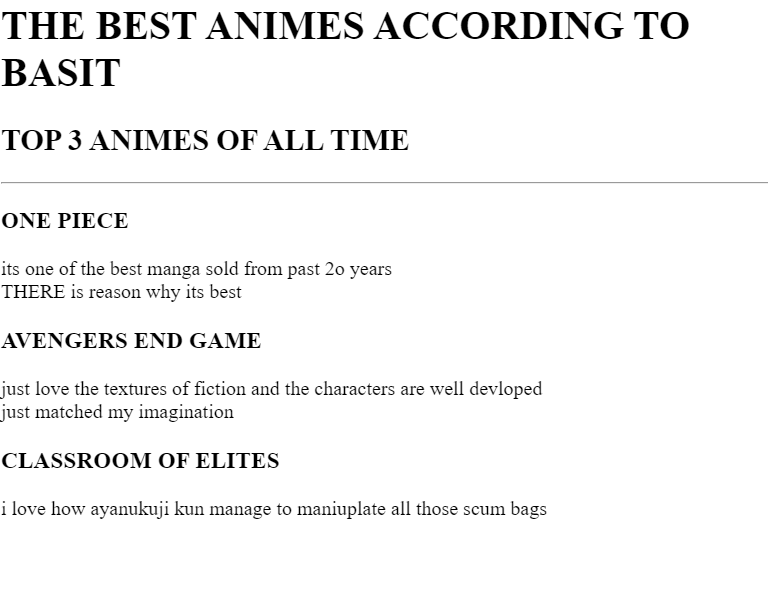 THE BEST ANIMES ACCORDING TO
BASIT
TOP 3 ANIMES OF ALL TIME
ONE PIECE
its one of the best manga sold from past 2o years
THERE is reason why its best
AVENGERS END GAME
just love the textures of fiction and the characters are well devloped
just matched my imagination
CLASSROOM OF ELITES
i love how ayanukuji kun manage to maniuplate all those scum bags